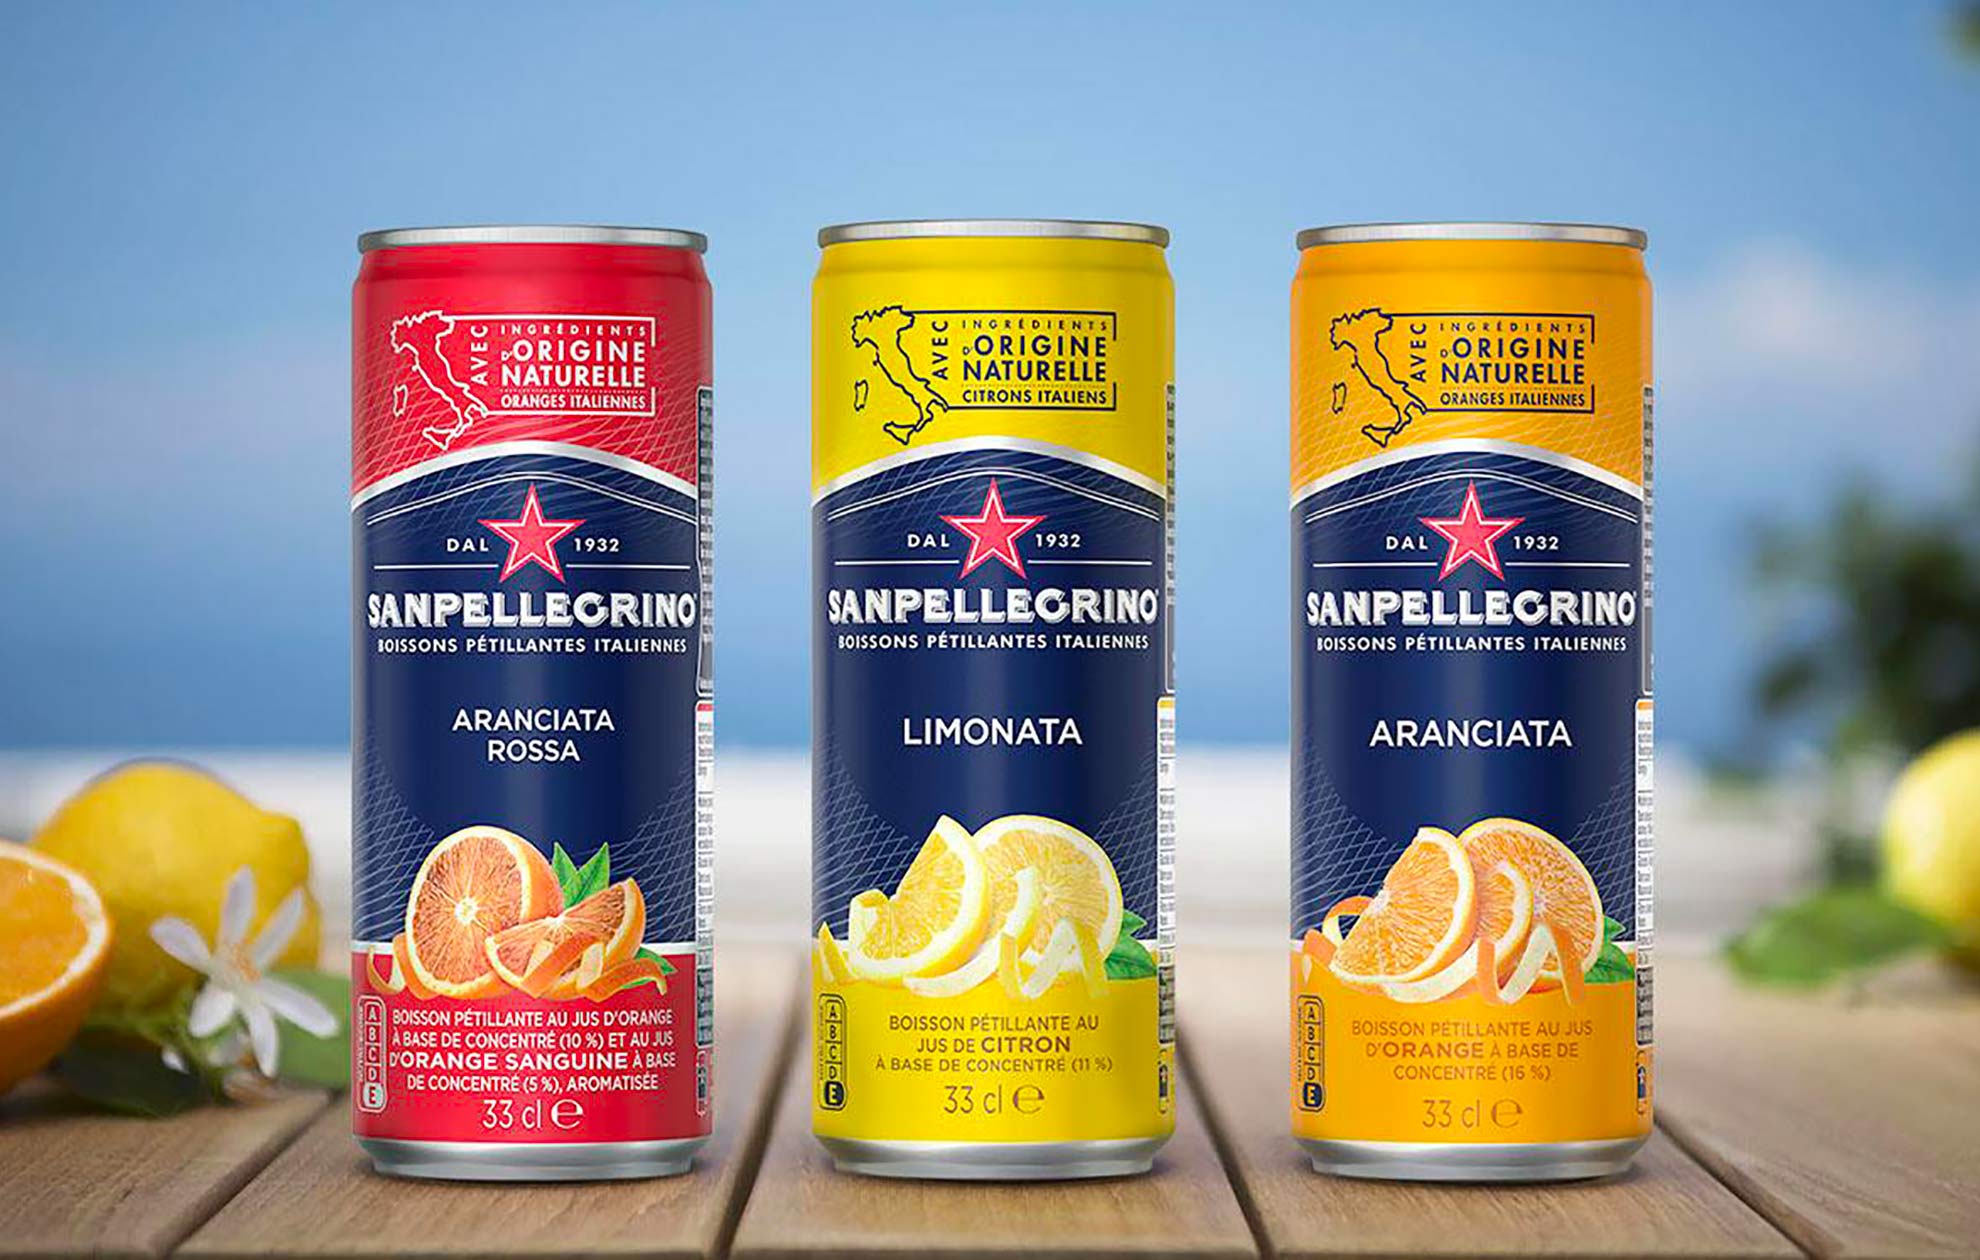 AVEC
INGRÉDIENTS
D'ORIGINE
NATURELLE
ORANGES ITALIENNES
DAL 1932
SANPELLEGRINO
BOISSONS PÉTILLANTES ITALIENNES
ARANCIATA
ROSSA
A
B
C
D
E
BOISSON PÉTILLANTE AU JUS D'ORANGE
À BASE DE CONCENTRÉ (10 %) ET AU JUS
D'ORANGE SANGUINE À BASE
DE CONCENTRÉ (5 %), AROMATISÉE
33 cl ℮
AVEC
INGRÉDIENTS
D'ORIGINE
NATURELLE
CITRONS ITALIENS
DAL 1932
SANPELLEGRINO
BOISSONS PÉTILLANTES ITALIENNES
LIMONATA
A
B
C
D
E
BOISSON PÉTILLANTE AU
JUS DE CITRON
À BASE DE CONCENTRÉ (11 %)
33 cl ℮
AVEC
INGRÉDIENTS
D'ORIGINE
NATURELLE
ORANGES ITALIENNES
DAL 1932
SANPELLEGRINO
BOISSONS PÉTILLANTES ITALIENNES
ARANCIATA
A
B
C
D
E
BOISSON PÉTILLANTE AU JUS
D'ORANGE À BASE DE
CONCENTRÉ (16 %)
33 cl ℮